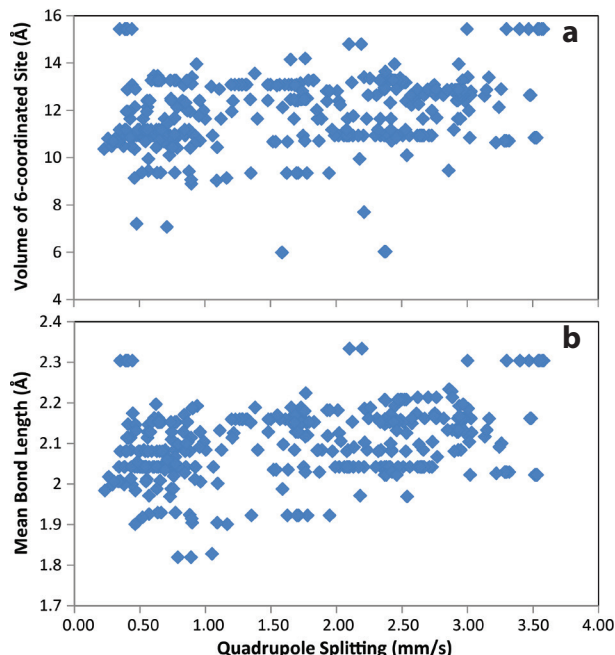 a
Volume of 6-coordinated Site (Å)
16
14
12
10
8
6
4
b
Mean Bond Length (Å)
2.4
2.3
2.2
2.1
2
1.9
1.8
1.7
0.00 0.50 1.00 1.50 2.00 2.50 3.00 3.50 4.00
Quadrupole Splitting (mm/s)